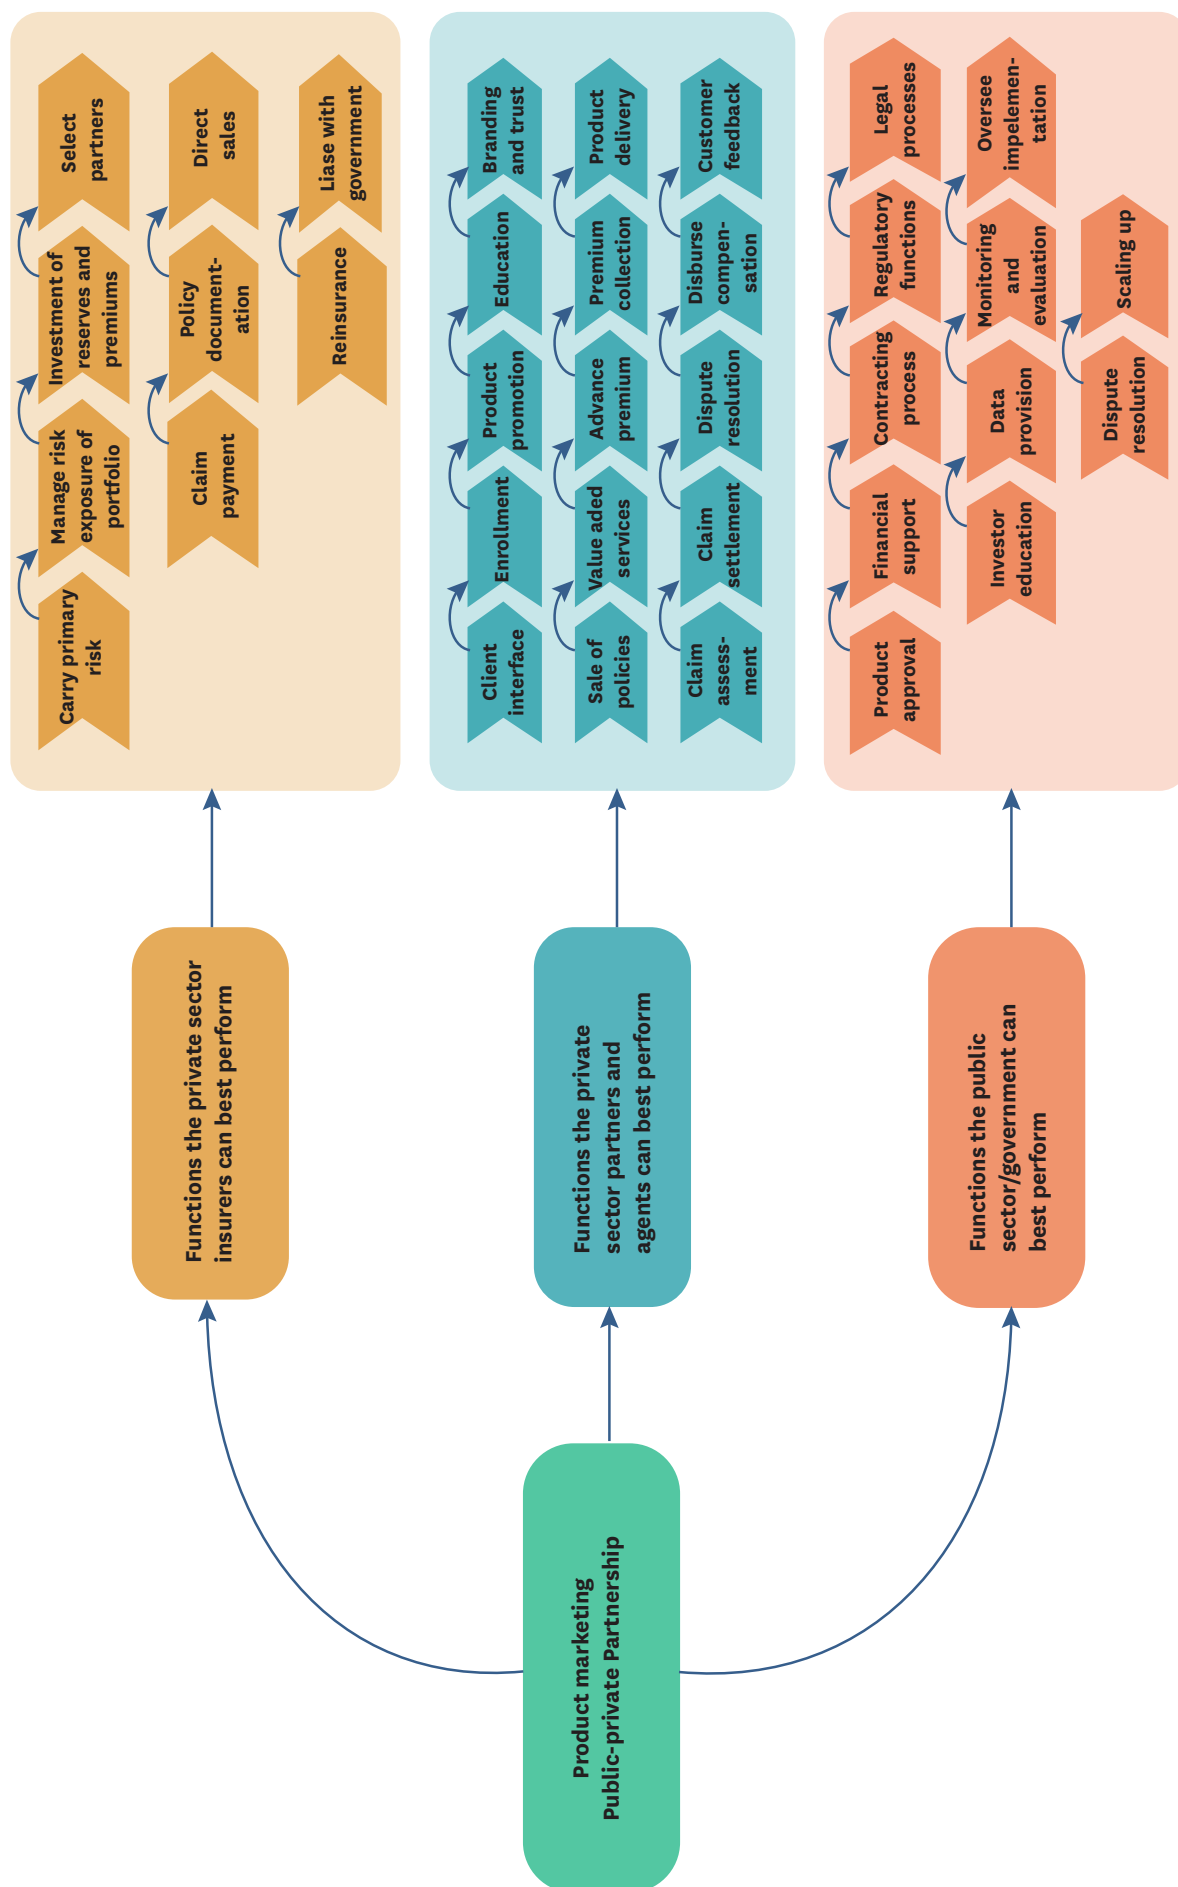 Product marketing
Public-private Partnership
Functions the private sector
insurers can best perform
Carry primary
risk
Manage risk
exposure of
portfolio
Investment of
reserves and
premiums
Select
partners
Claim
payment
Policy
document-
ation
Direct
sales
Reinsurance
Liase with
government
Functions the private
sector partners and
agents can best perform
Client
interface
Enrollment
Product
promotion
Education
Branding
and trust
Sale of
policies
Value added
services
Advance
premium
Premium
collection
Product
delivery
Claim
assess-
ment
Claim
settlement
Dispute
resolution
Disburse
compen-
sation
Customer
feedback
Functions the public
sector/government can
best perform
Product
approval
Financial
support
Contracting
process
Regulatory
functions
Legal
processes
Investor
education
Data
provision
Monitoring
and
evaluation
Oversee
impelemen-
tation
Dispute
resolution
Scaling up